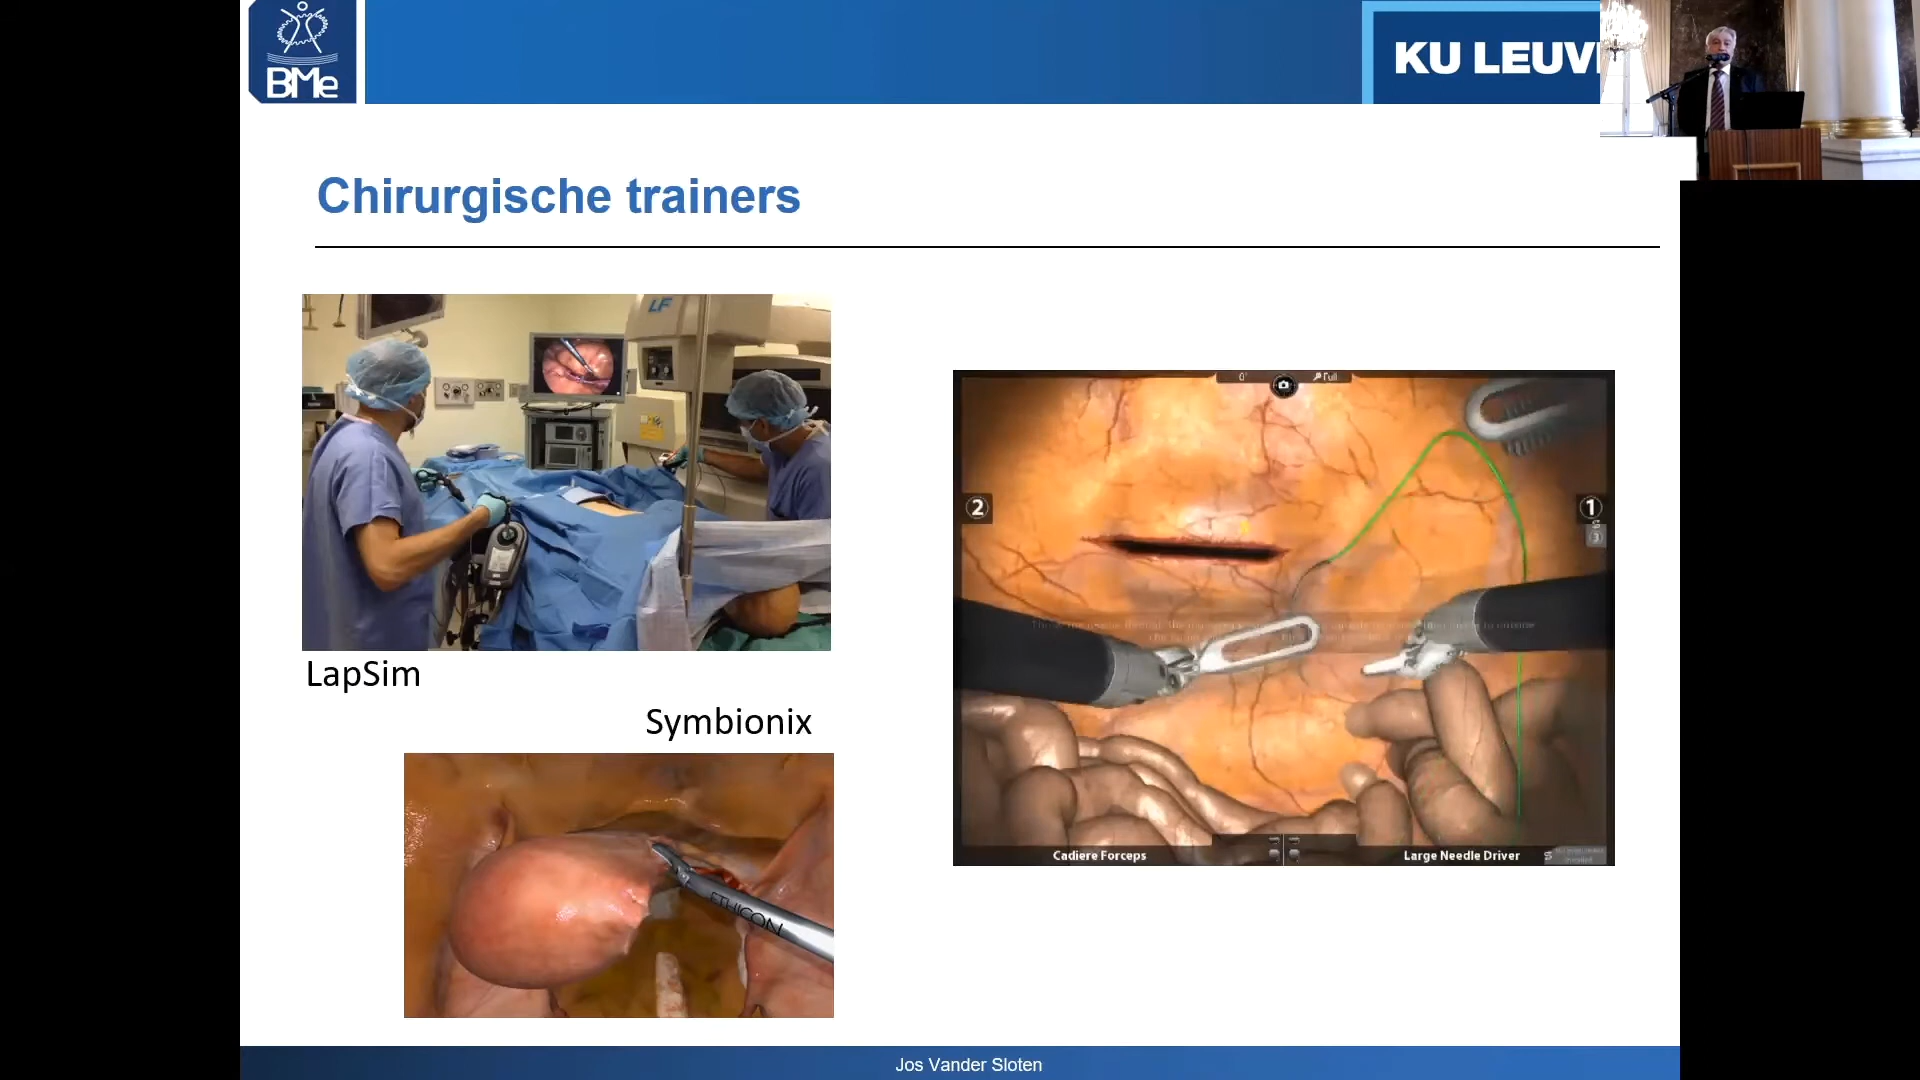 BMe
KU LEUV
Chirurgische trainers
LF
LapSim
Symbionix
ETHICON
0°
Full
2
1
3
Cadiere Forceps
Large Needle Driver
Jos Vander Sloten